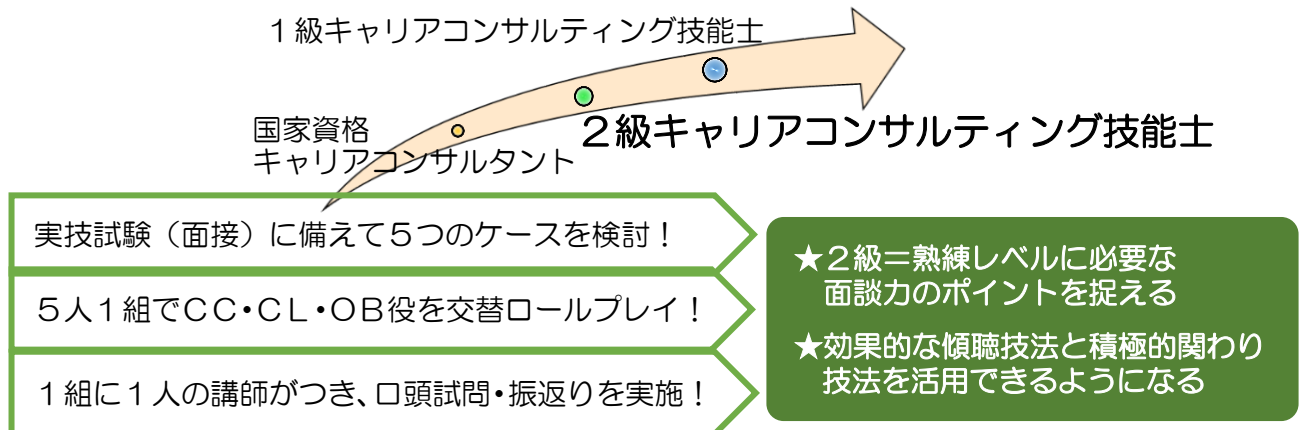 １級キャリアコンサルティング技能士
国家資格
キャリアコンサルタント
２級キャリアコンサルティング技能士
実技試験（面接）に備えて５つのケースを検討！
５人１組でＣＣ・ＣＬ・ＯＢ役を交替ロールプレイ！
１組に１人の講師がつき、口頭試問・振返りを実施！
★２級＝熟練レベルに必要な
面談力のポイントを捉える
★効果的な傾聴技法と積極的関わり
技法を活用できるようになる